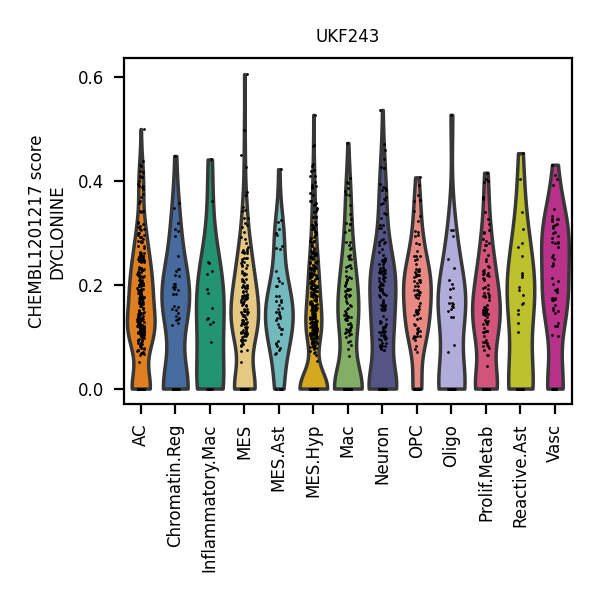 UKF243
CHEMBL1201217 score
DYCLONINE
0.6
0.4
0.2
0.0
AC
Chromatin.Reg
Inflammatory.Mac
MES
MES.Ast
MES.Hyp
Mac
Neuron
OPC
Oligo
Prolif.Metab
Reactive.Ast
Vasc